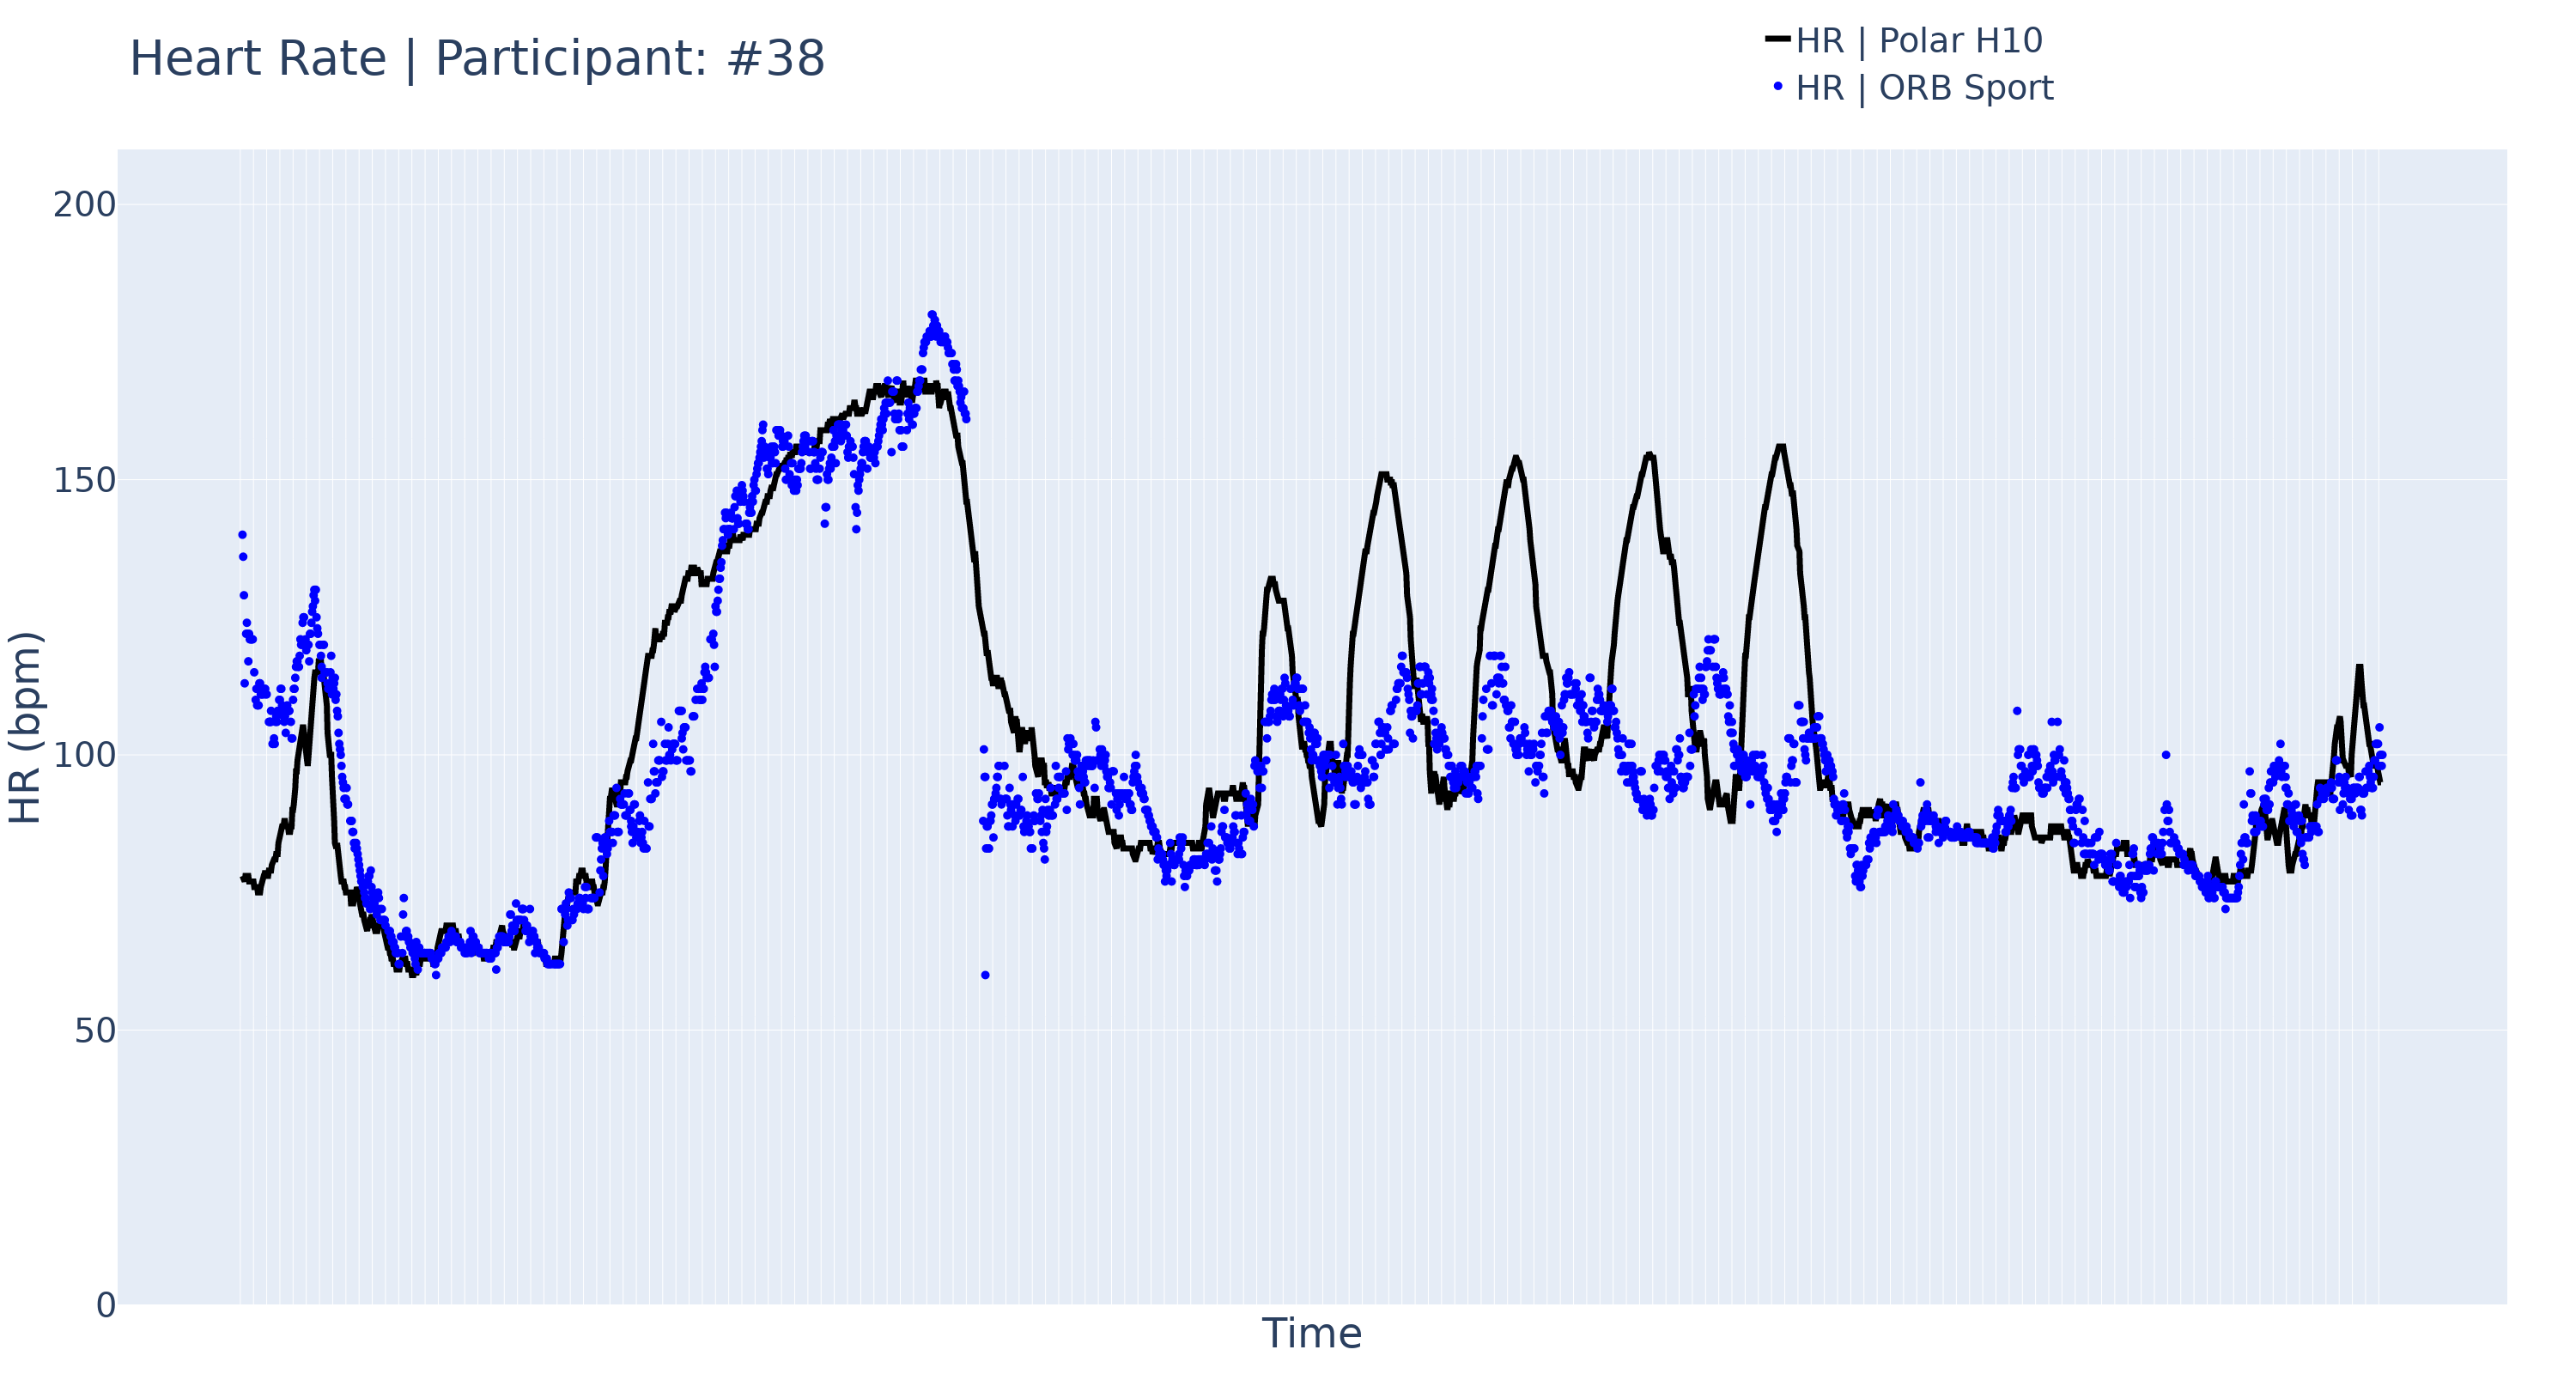 Heart Rate | Participant: #38
HR | Polar H10
HR | ORB Sport
200
150
100
50
0
HR (bpm)
Time